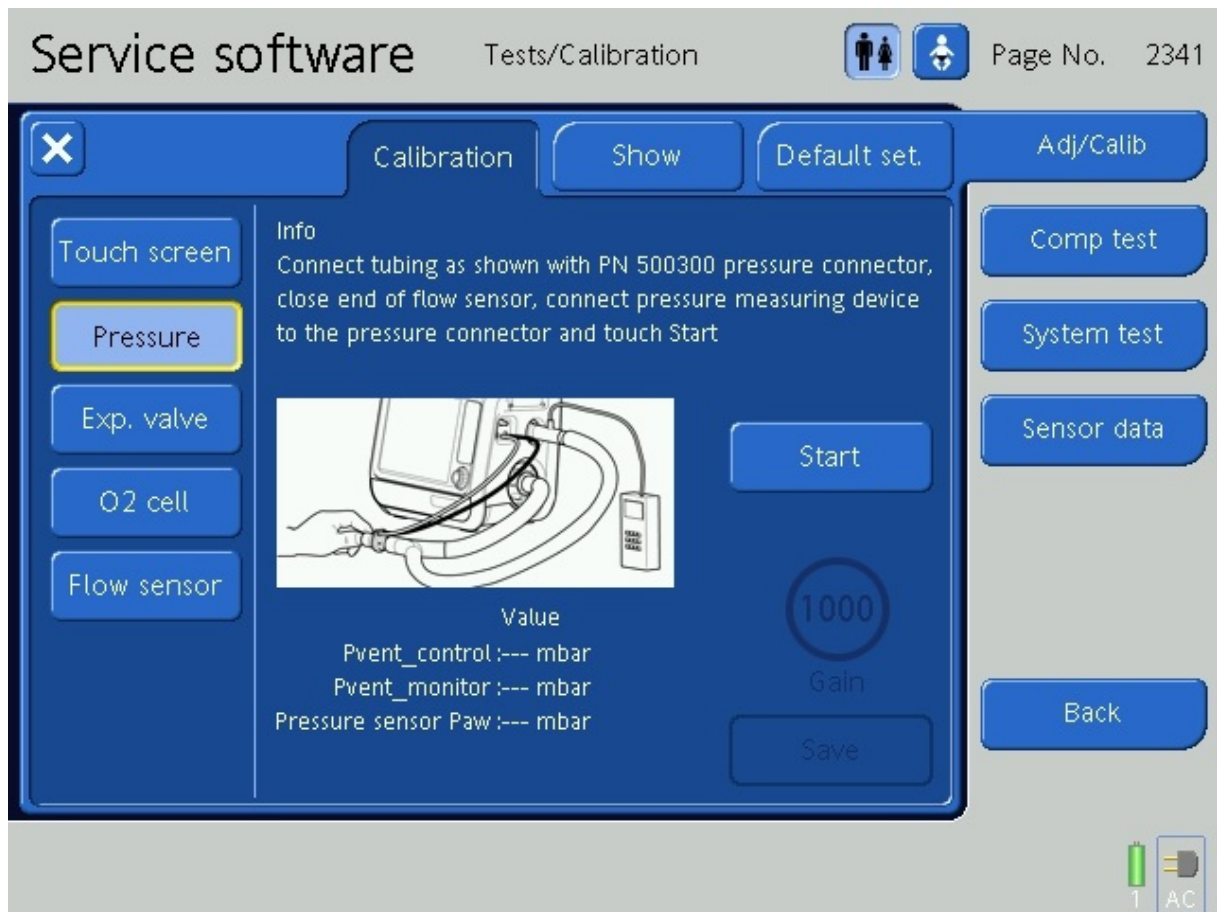 Service software Tests/Calibration Page No. 2341
Calibration Show Default set. Adj/Calib
Touch screen
Pressure
Exp. valve
O2 cell
Flow sensor
Info
Connect tubing as shown with PN 500300 pressure connector,
close end of flow sensor, connect pressure measuring device
to the pressure connector and touch Start
Start
Value
Pvent_control :--- mbar
Pvent_monitor :--- mbar
Pressure sensor Paw :--- mbar
1000
Gain
Save
Comp test
System test
Sensor data
Back
1 AC